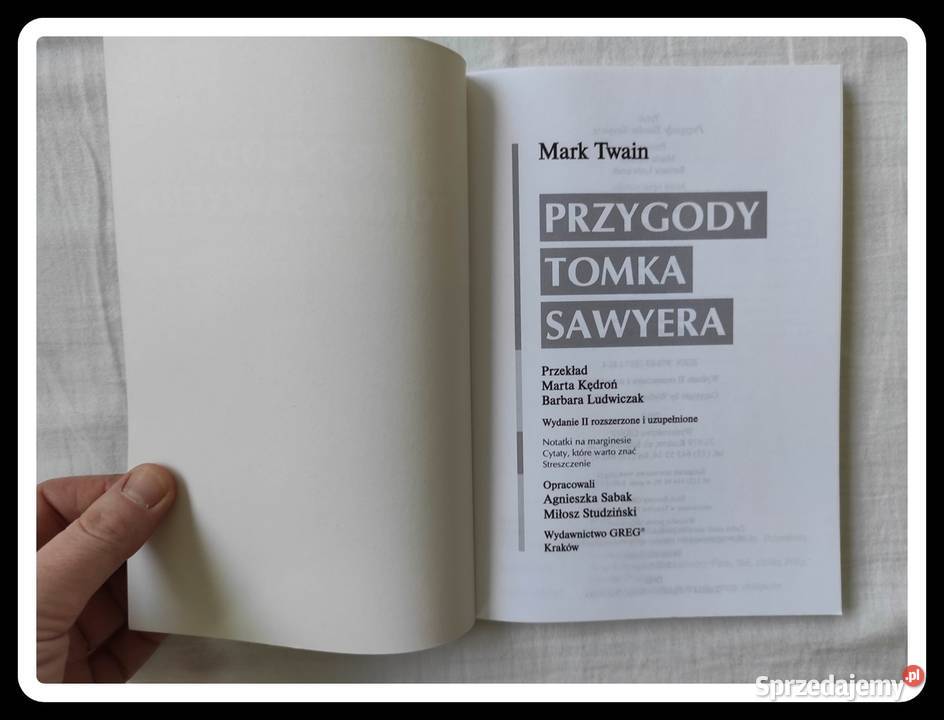 Mark Twain
PRZYGODY
TOMKA
SAWYERA
Przekład
Marta Kędroń
Barbara Ludwiczak
Wydanie II rozszerzone i uzupełnione
Notatki na marginesie
Cytaty, które warto znać
Streszczenie
Opracowali
Agnieszka Sabak
Miłosz Studziński
Wydawnictwo GREG®
Kraków
Sprzedajemy.pl